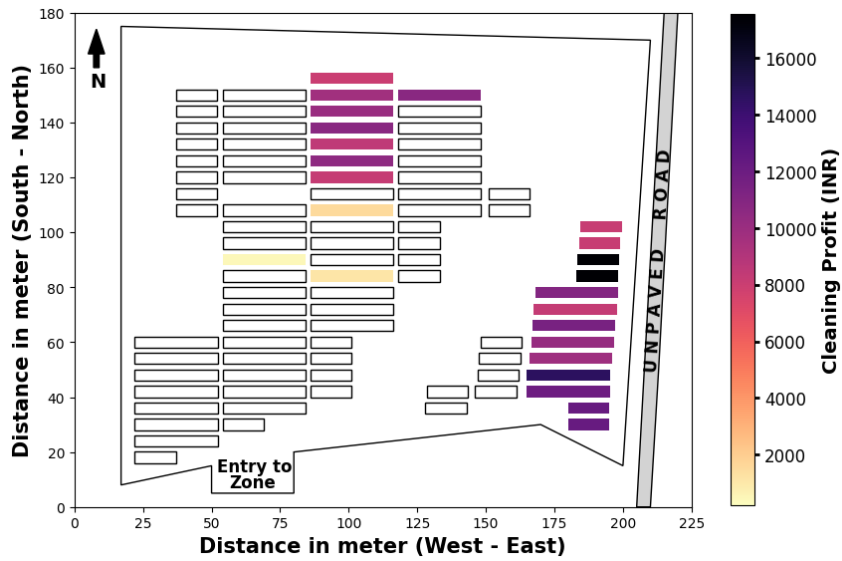 180
160
140
120
100
80
60
40
20
0
Distance in meter (South - North)
N
Entry to
Zone
UNPAVED ROAD
0 25 50 75 100 125 150 175 200 225
Distance in meter (West - East)
16000
14000
12000
10000
8000
6000
4000
2000
Cleaning Profit (INR)